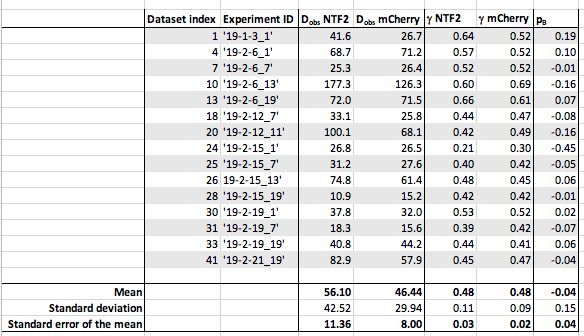 Dataset index Experiment ID D_obs NTF2 D_obs mCherry γ NTF2 γ mCherry p_B
1 '19-1-3_1' 41.6 26.7 0.64 0.52 0.19
4 '19-2-6_1' 68.7 71.2 0.57 0.52 0.10
7 '19-2-6_7' 25.3 26.4 0.52 0.52 -0.01
10 '19-2-6_13' 177.3 126.3 0.60 0.69 -0.16
13 '19-2-6_19' 72.0 71.5 0.66 0.61 0.07
18 '19-2-12_7' 33.1 25.8 0.44 0.47 -0.08
20 '19-2-12_11' 100.1 68.1 0.42 0.49 -0.16
24 '19-2-15_1' 26.8 26.5 0.21 0.30 -0.45
25 '19-2-15_7' 31.2 27.6 0.40 0.42 -0.05
26 19-2-15_13' 74.8 61.4 0.48 0.45 0.06
28 '19-2-15_19' 10.9 15.2 0.42 0.42 -0.01
30 '19-2-19_1' 37.8 32.0 0.53 0.52 0.02
31 '19-2-19_7' 18.3 15.6 0.39 0.42 -0.07
33 '19-2-19_19' 40.8 44.2 0.44 0.41 0.06
41 '19-2-21_19' 82.9 57.9 0.45 0.47 -0.04
Mean 56.10 46.44 0.48 0.48 -0.04
Standard deviation 42.52 29.94 0.11 0.09 0.15
Standard error of the mean 11.36 8.00 0.03 0.02 0.04